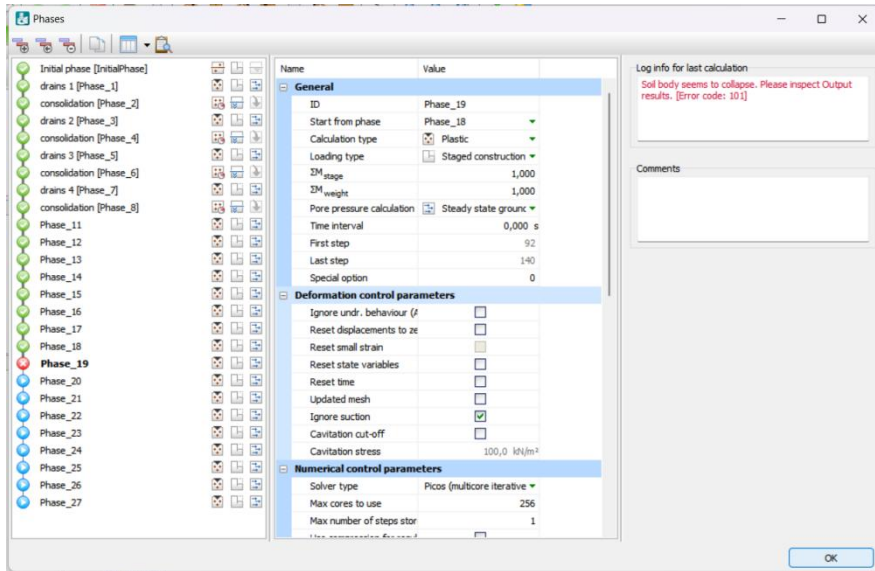 Phases
Initial phase [InitialPhase]
drains 1 [Phase_1]
consolidation [Phase_2]
drains 2 [Phase_3]
consolidation [Phase_4]
drains 3 [Phase_5]
consolidation [Phase_6]
drains 4 [Phase_7]
consolidation [Phase_8]
Phase_11
Phase_12
Phase_13
Phase_14
Phase_15
Phase_16
Phase_17
Phase_18
Phase_19
Phase_20
Phase_21
Phase_22
Phase_23
Phase_24
Phase_25
Phase_26
Phase_27
Name Value
General
ID Phase_19
Start from phase Phase_18
Calculation type Plastic
Loading type Staged construction
ΣM stage 1,000
ΣM weight 1,000
Pore pressure calculation Steady state grounc
Time interval 0,000 s
First step 92
Last step 140
Special option 0
Deformation control parameters
Ignore undr. behaviour (A
Reset displacements to ze
Reset small strain
Reset state variables
Reset time
Updated mesh
Ignore suction
Cavitation cut-off
Cavitation stress 100,0 kN/m²
Numerical control parameters
Solver type Picos (multicore iterative
Max cores to use 256
Max number of steps stor 1
Log info for last calculation
Soil body seems to collapse. Please inspect Output
results. [Error code: 101]
Comments
OK